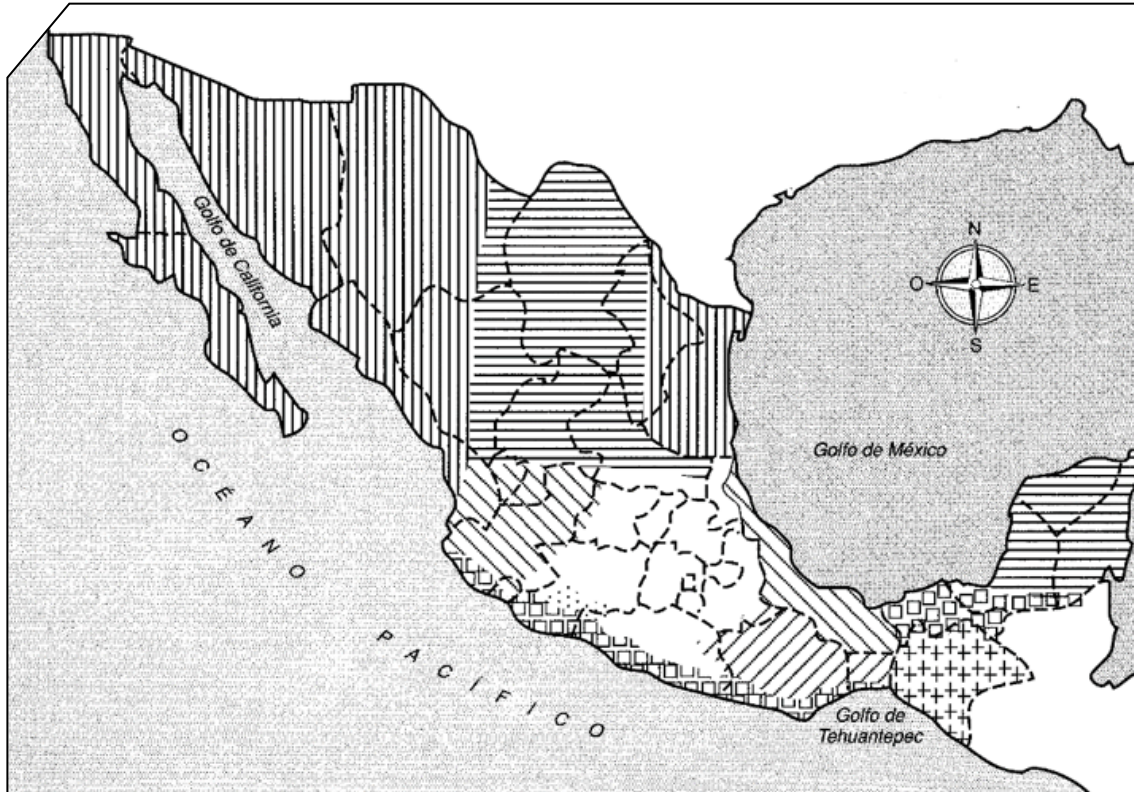 Golfo de California
N
O E
S
Golfo de México
OCÉANO
PACÍFICO
Golfo de
Tehuantepec